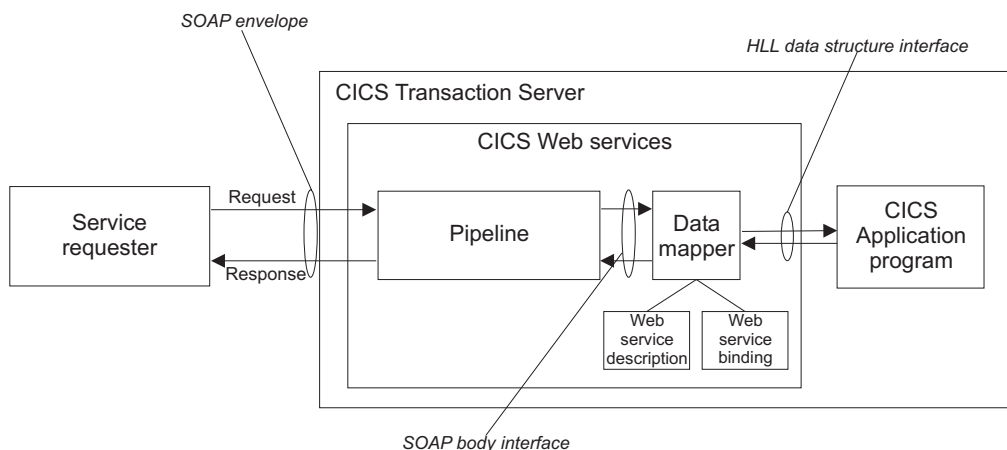 SOAP envelope
HLL data structure interface
CICS Transaction Server
CICS Web services
Request
Service
requester
Pipeline
Data
mapper
CICS
Application
program
Response
Web
service
description
Web
service
binding
SOAP body interface